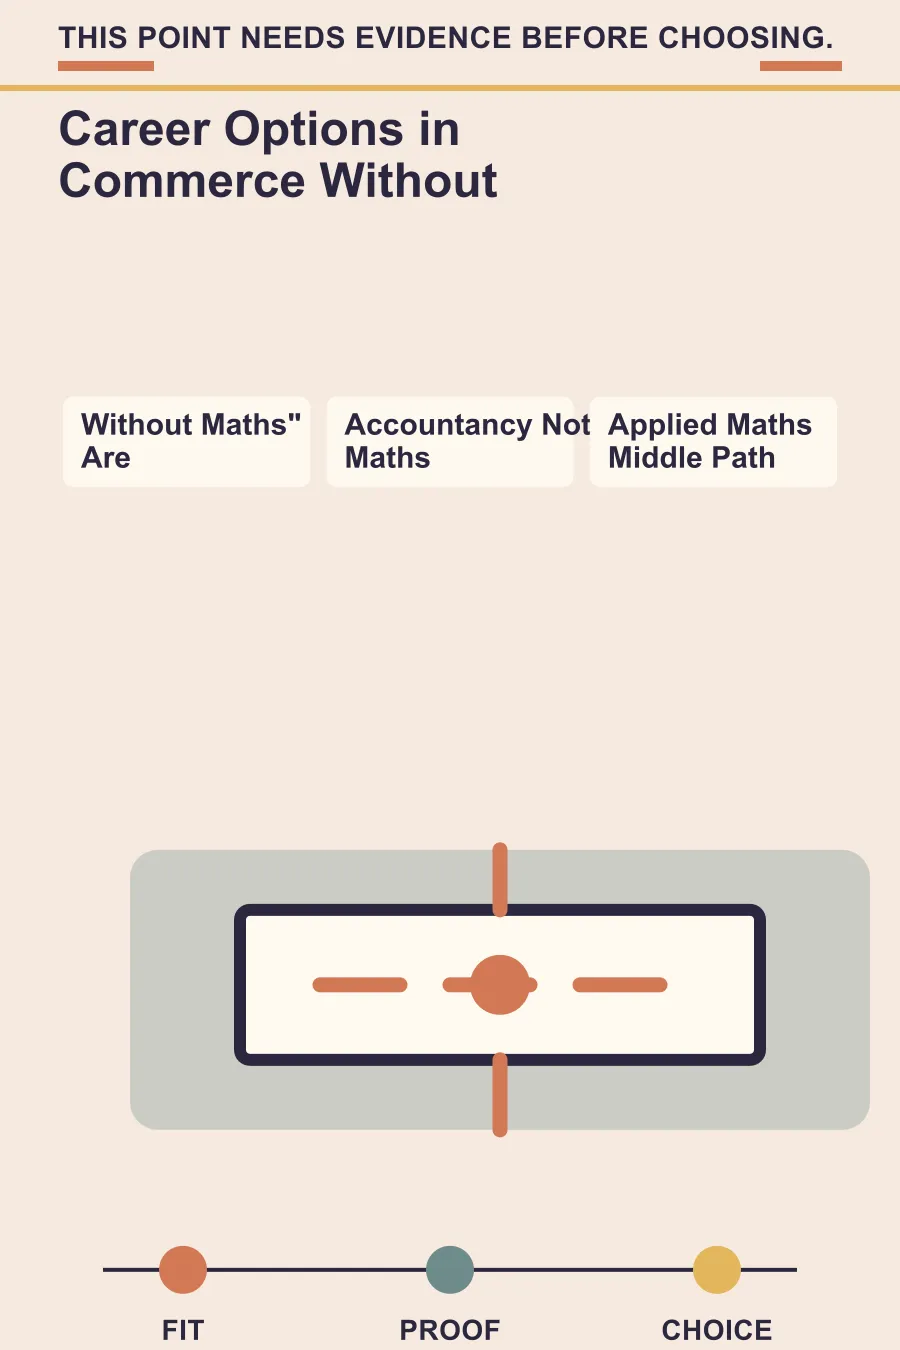 THIS POINT NEEDS EVIDENCE BEFORE CHOOSING.
Career Options in
Commerce Without
Without Maths"
Are
Accountancy Not
Maths
Applied Maths
Middle Path
FIT
PROOF
CHOICE